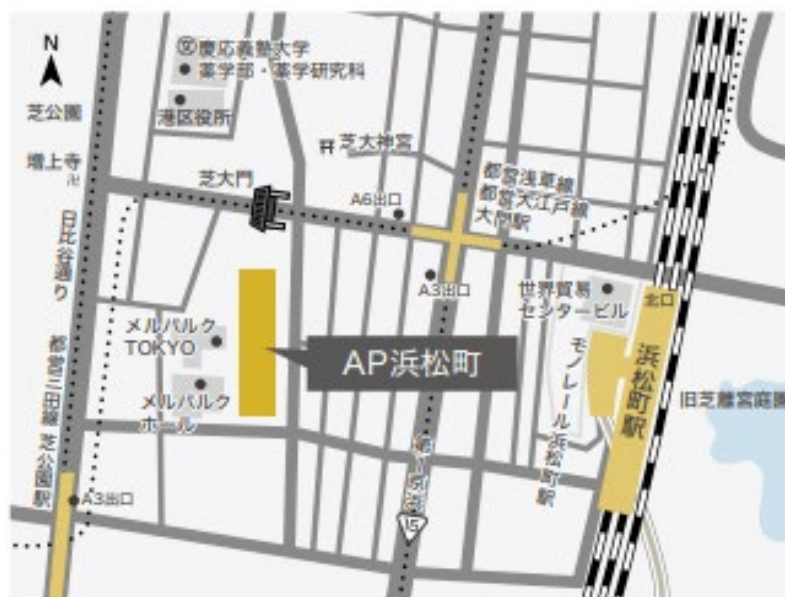 N
文慶応義塾大学
薬学部・薬学研究科
港区役所
芝公園
増上寺
卍
芝大神宮
芝大門
A6出口
都営浅草線
都営大江戸線
大門駅
日比谷通り
A3出口
世界貿易
センタービル
北口
メルパルク
TOKYO
AP浜松町
モノレール浜松町駅
浜松町駅
旧芝離宮庭園
メルパルク
ホール
都営三田線 芝公園駅
第1京浜
A3出口
15